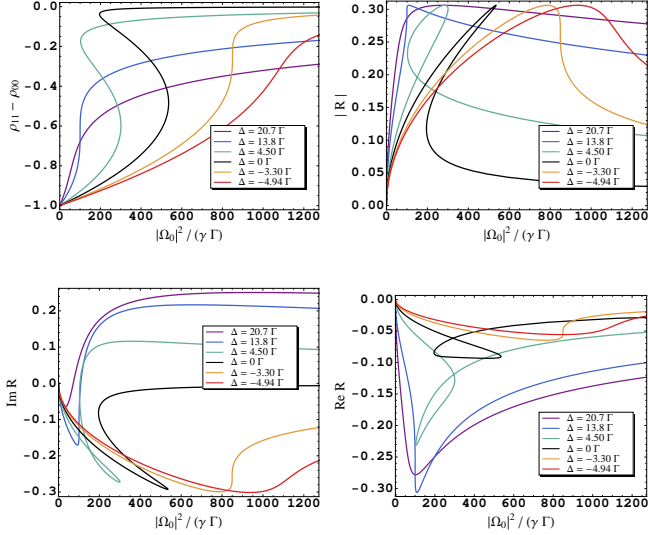 0.0
-0.2
-0.4
-0.6
-0.8
-1.0
ρ11 − ρ00
Δ = 20.7 Γ
Δ = 13.8 Γ
Δ = 4.50 Γ
Δ = 0 Γ
Δ = −3.30 Γ
Δ = −4.94 Γ
0 200 400 600 800 1000 1200
|Ω0|² / (γ Γ)
0.30
0.25
0.20
0.15
0.10
0.05
0.00
| R |
Δ = 20.7 Γ
Δ = 13.8 Γ
Δ = 4.50 Γ
Δ = 0 Γ
Δ = −3.30 Γ
Δ = −4.94 Γ
0 200 400 600 800 1000 1200
|Ω0|² / (γ Γ)
0.2
0.1
0.0
-0.1
-0.2
-0.3
Im R
Δ = 20.7 Γ
Δ = 13.8 Γ
Δ = 4.50 Γ
Δ = 0 Γ
Δ = −3.30 Γ
Δ = −4.94 Γ
0 200 400 600 800 1000 1200
|Ω0|² / (γ Γ)
0.00
-0.05
-0.10
-0.15
-0.20
-0.25
-0.30
Re R
Δ = 20.7 Γ
Δ = 13.8 Γ
Δ = 4.50 Γ
Δ = 0 Γ
Δ = −3.30 Γ
Δ = −4.94 Γ
0 200 400 600 800 1000 1200
|Ω0|² / (γ Γ)